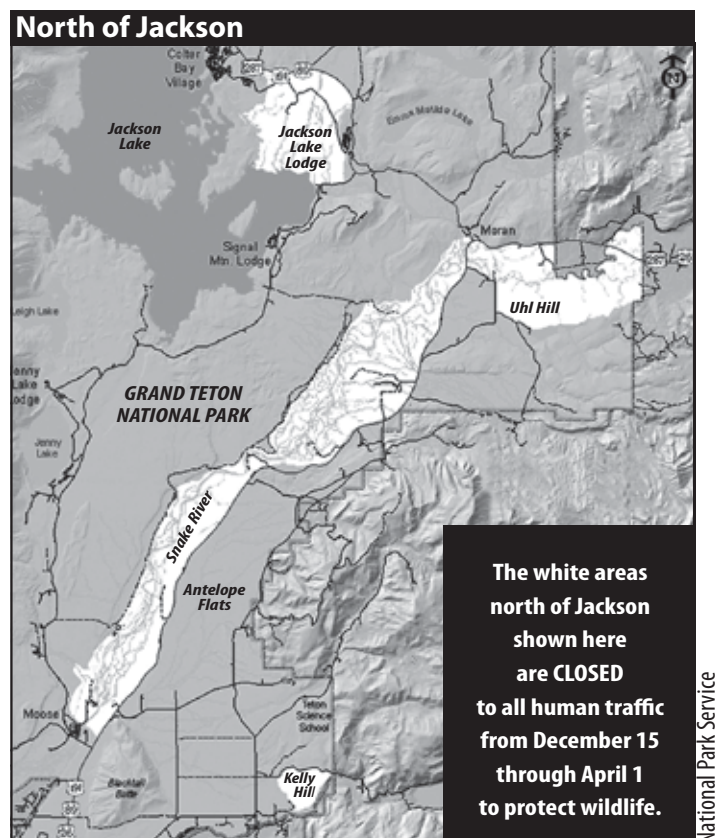 North of Jackson
Colter
Bay
Village
287
N
Jackson
Lake
Jackson
Lake
Lodge
Emma Matilda Lake
Moran
Signal
Mtn. Lodge
287
Uhl Hill
Leigh Lake
GRAND TETON
NATIONAL PARK
Jenny
Lake
Lodge
Jenny
Lake
Snake River
Antelope
Flats
The white areas
north of Jackson
shown here
are CLOSED
to all human traffic
from December 15
through April 1
to protect wildlife.
Moose
Teton
Science
School
Blacktail
Butte
Kelly
Hill
National Park Service